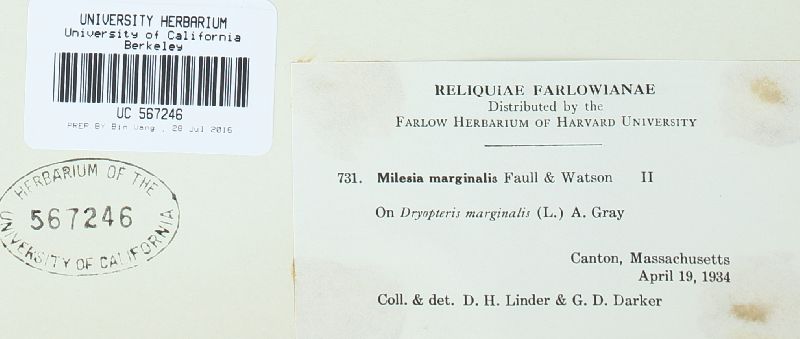 UNIVERSITY HERBARIUM
University of California
Berkeley
UC 567246
PREP BY Bin Wang , 28 Jul 2016
HERBARIUM OF THE
567246
UNIVERSITY OF CALIFORNIA
RELIQUIAE FARLOWIANAE
Distributed by the
FARLOW HERBARIUM OF HARVARD UNIVERSITY
731. Milesia marginalis Faull & Watson II
On Dryopteris marginalis (L.) A. Gray
Canton, Massachusetts
April 19, 1934
Coll. & det. D. H. Linder & G. D. Darker